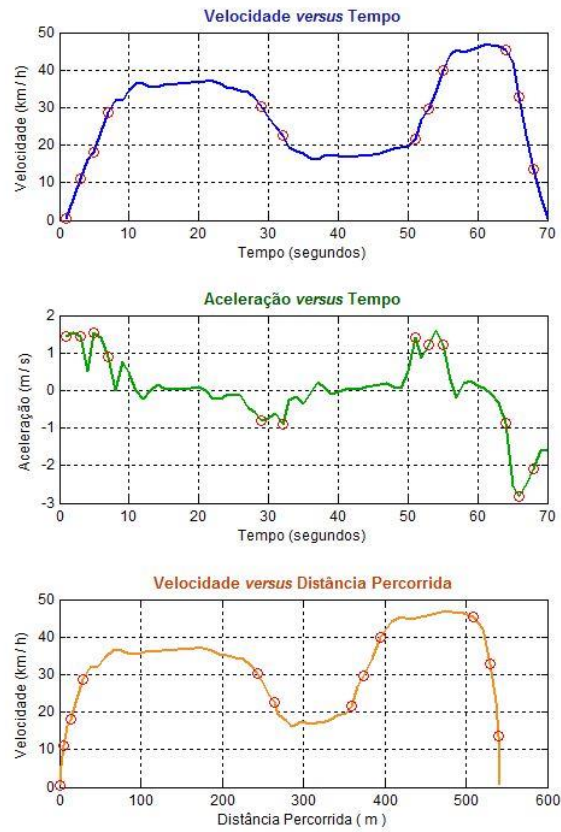 Velocidade versus Tempo
50
40
30
20
10
0
Velocidade (km / h)
0 10 20 30 40 50 60 70
Tempo (segundos)
Aceleração versus Tempo
2
1
0
-1
-2
-3
Aceleração (m / s)
0 10 20 30 40 50 60 70
Tempo (segundos)
Velocidade versus Distância Percorrida
50
40
30
20
10
0
Velocidade (km / h)
0 100 200 300 400 500 600
Distância Percorrida ( m )